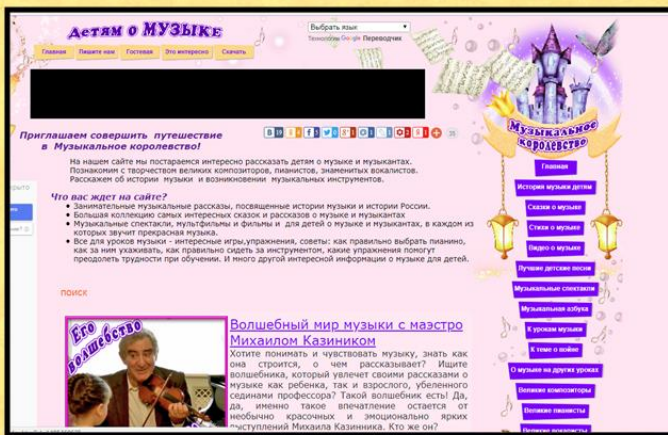 Детям о МУЗЫКЕ
Выбрать язык
Технологии Google Переводчик
Главная Пишите нам Гостевая Это интересно Скачать
Приглашаем совершить путешествие
в Музыкальное королевство!
На нашем сайте мы постараемся интересно рассказать детям о музыке и музыкантах.
Познакомим с творчеством великих композиторов, пианистов, знаменитых вокалистов.
Расскажем об истории музыки и возникновении музыкальных инструментов.
Что вас ждет на сайте?
Занимательные музыкальные рассказы, посвященные истории музыки и истории России.
Большая коллекцию самых интересных сказок и рассказов о музыке и музыкантах
Музыкальные спектакли, мультфильмы и фильмы и для детей о музыке и музыкантах, в каждом из
которых звучит прекрасная музыка.
Все для уроков музыки - интересные игры,упражнения, советы: как правильно выбрать пианино,
как за ним ухаживать, как правильно сидеть за инструментом, какие упражнения помогут
преодолеть трудности при обучении. И много другой интересной информации о музыке для детей.
поиск
Его
волшебство
Волшебный мир музыки с маэстро
Михаилом Казиником
Хотите понимать и чувствовать музыку, знать как
она строится, о чем рассказывает? Ищите
волшебника, который увлечет своими рассказами о
музыке как ребенка, так и взрослого, убеленного
сединами профессора? Такой волшебник есть! Да,
да, именно такое впечатление остается от
необычно красочных и эмоционально ярких
выступлений Михаила Казинника. Кто же он?
Музыкальное
королевство
Главная
История музыки детям
Сказки о музыке
Стихи о музыке
Видео о музыке
Лучшие детские песни
Музыкальные спектакли
Музыкальная азбука
К урокам музыки
К теме о войне
О музыке на других уроках
Великие композиторы
Великие пианисты
Великие вокалисты